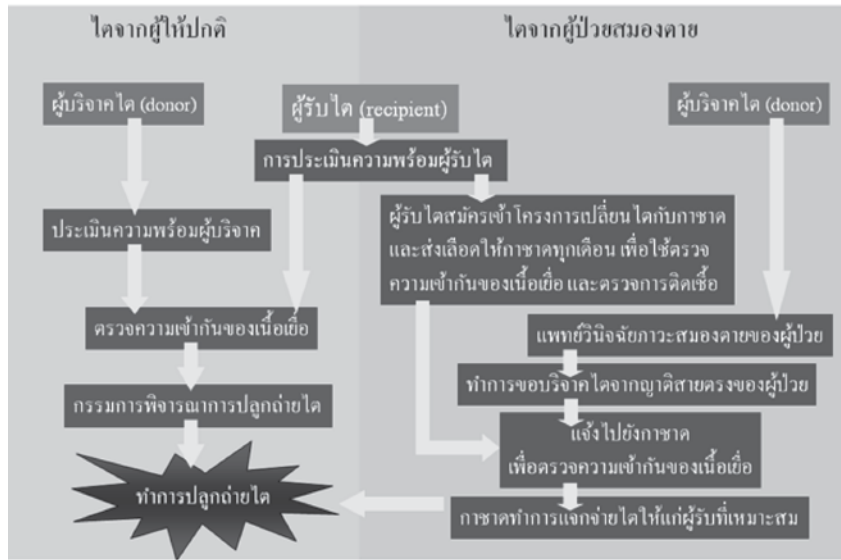 ไตจากผู้ให้ปกติ
ไตจากผู้ป่วยสมองตาย
ผู้บริจาคไต (donor)
ผู้รับไต (recipient)
ผู้บริจาคไต (donor)
การประเมินความพร้อมผู้รับไต
ประเมินความพร้อมผู้บริจาค
ผู้รับไตสมัครเข้าโครงการเปลี่ยนไตกับกาชาด
และส่งเลือดให้กาชาดทุกเดือน เพื่อใช้ตรวจ
ความเข้ากันของเนื้อเยื่อ และตรวจการติดเชื้อ
ตรวจความเข้ากันของเนื้อเยื่อ
แพทย์วินิจฉัยภาวะสมองตายของผู้ป่วย
ทำการขอบริจาคไตจากญาติสายตรงของผู้ป่วย
กรรมการพิจารณาการปลูกถ่ายไต
แจ้งไปยังกาชาด
เพื่อตรวจความเข้ากันของเนื้อเยื่อ
ทำการปลูกถ่ายไต
กาชาดทำการแจกจ่ายไตให้แก่ผู้รับที่เหมาะสม